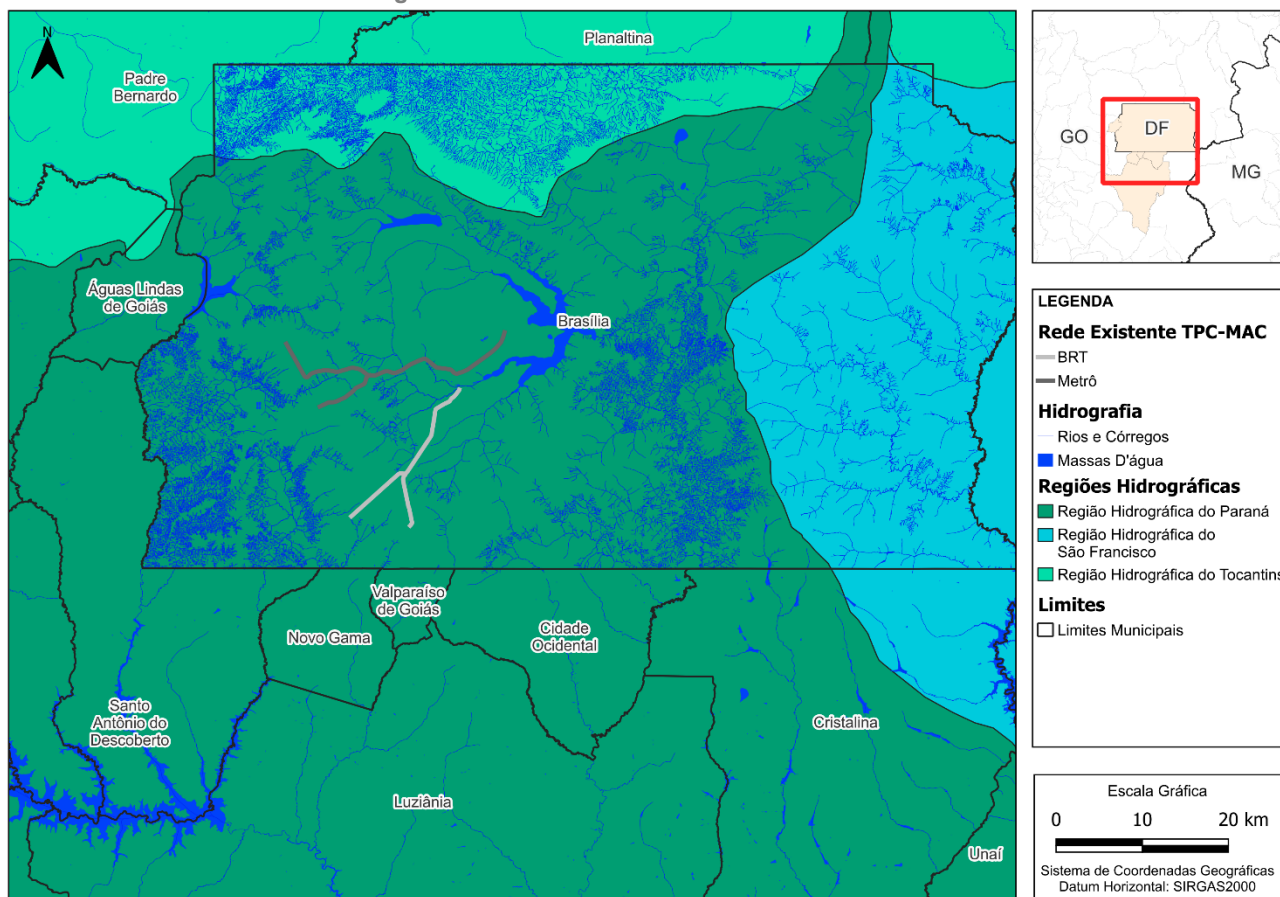 N
Planaltina
Padre
Bernardo
Águas Lindas
de Goiás
Brasília
Valparaíso
de Goiás
Novo Gama
Cidade
Ocidental
Santo
Antônio do
Descoberto
Cristalina
Luziânia
Unaí
GO
DF
MG
LEGENDA
Rede Existente TPC-MAC
BRT
Metrô
Hidrografia
Rios e Córregos
Massas D'água
Regiões Hidrográficas
Região Hidrográfica do Paraná
Região Hidrográfica do
São Francisco
Região Hidrográfica do Tocantins
Limites
Limites Municipais
Escala Gráfica
0 10 20 km
Sistema de Coordenadas Geográficas
Datum Horizontal: SIRGAS2000